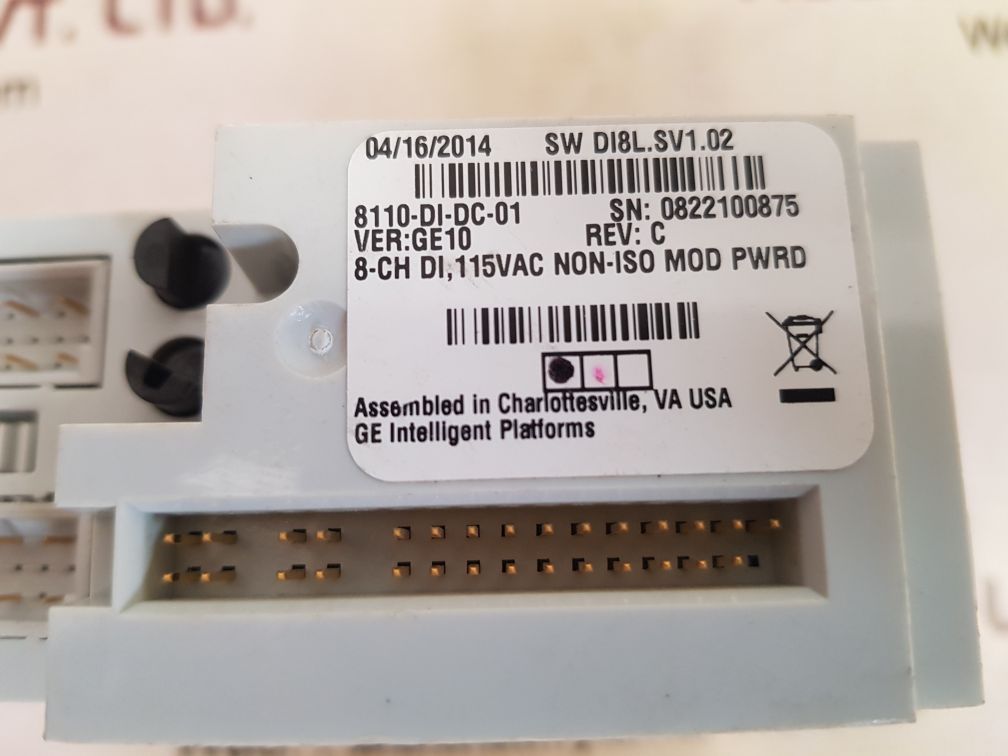 T. LTD.
04/16/2014 SW DI8L.SV1.02
8110-DI-DC-01 SN: 0822100875
VER:GE10 REV: C
8-CH DI,115VAC NON-ISO MOD PWRD
Assembled in Charlottesville, VA USA
GE Intelligent Platforms